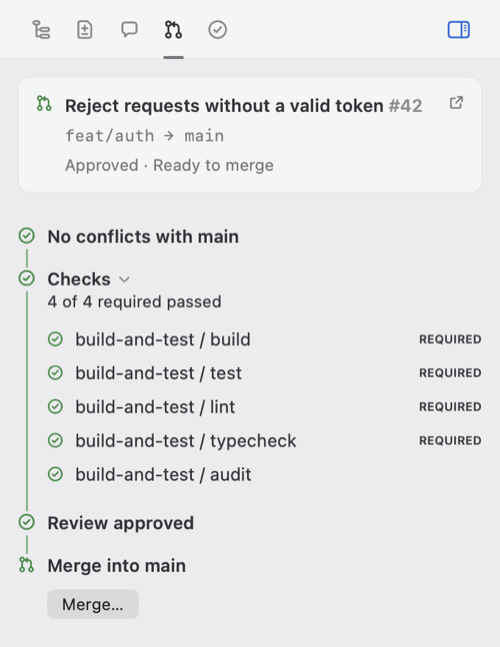 Reject requests without a valid token #42
feat/auth → main
Approved · Ready to merge
No conflicts with main
Checks
4 of 4 required passed
build-and-test / build REQUIRED
build-and-test / test REQUIRED
build-and-test / lint REQUIRED
build-and-test / typecheck REQUIRED
build-and-test / audit
Review approved
Merge into main
Merge...